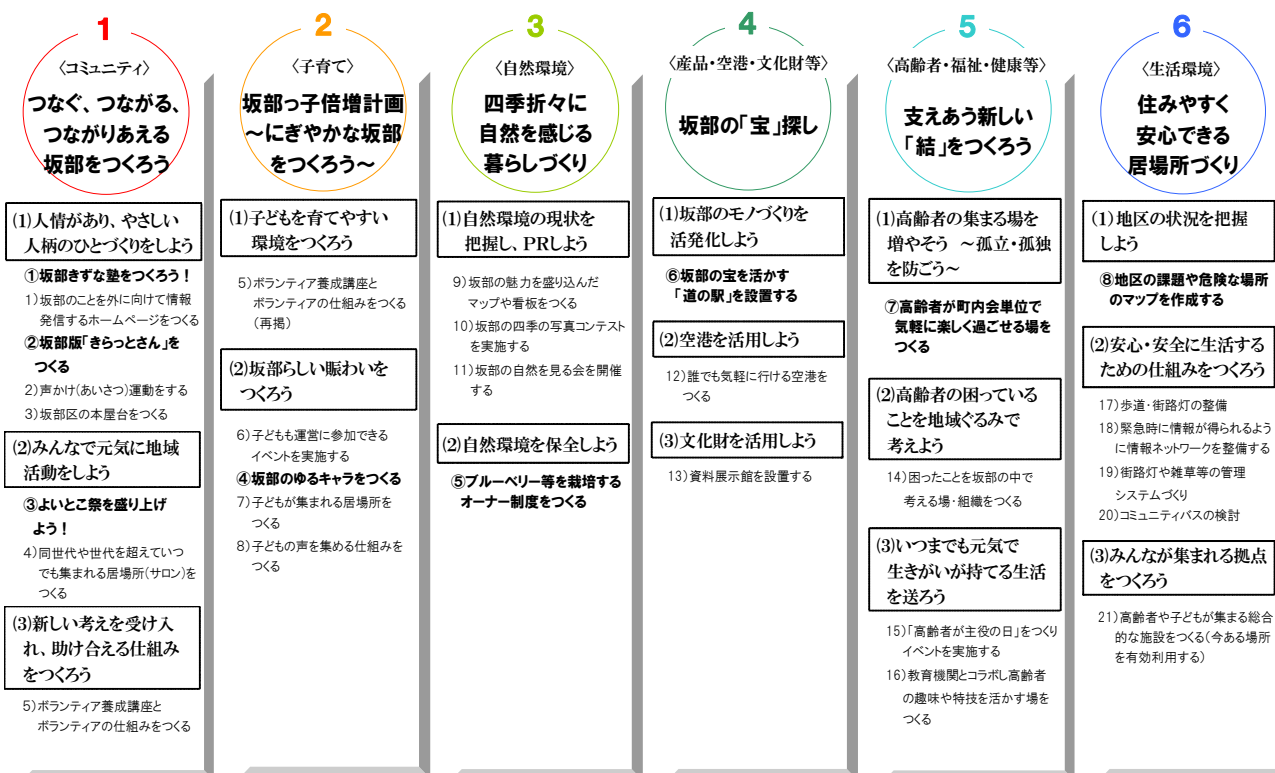 1
〈コミュニティ〉
つなぐ、つながる、
つながりあえる
坂部をつくろう
(1)人情があり、やさしい
人柄のひとづくりをしよう
①坂部きずな塾をつくろう！
1)坂部のことを外に向けて情報
発信するホームページをつくる
②坂部版「きらっとさん」を
つくる
2)声かけ(あいさつ)運動をする
3)坂部区の本屋台をつくる
(2)みんなで元気に地域
活動をしよう
③よいとこ祭を盛り上げ
よう！
4)同世代や世代を超えていつ
でも集まれる居場所(サロン)を
つくる
(3)新しい考えを受け入
れ、助け合える仕組み
をつくろう
5)ボランティア養成講座と
ボランティアの仕組みをつくる
2
〈子育て〉
坂部っ子倍増計画
～にぎやかな坂部
をつくろう～
(1)子どもを育てやすい
環境をつくろう
5)ボランティア養成講座と
ボランティアの仕組みをつくる
(再掲)
(2)坂部らしい賑わいを
つくろう
6)子どもも運営に参加できる
イベントを実施する
④坂部のゆるキャラをつくる
7)子どもが集まれる居場所を
つくる
8)子どもの声を集める仕組みを
つくる
3
〈自然環境〉
四季折々に
自然を感じる
暮らしづくり
(1)自然環境の現状を
把握し、PRしよう
9)坂部の魅力を盛り込んだ
マップや看板をつくる
10)坂部の四季の写真コンテスト
を実施する
11)坂部の自然を見る会を開催
する
(2)自然環境を保全しよう
⑤ブルーベリー等を栽培する
オーナー制度をつくる
4
〈産品・空港・文化財等〉
坂部の「宝」探し
(1)坂部のモノづくりを
活発化しよう
⑥坂部の宝を活かす
「道の駅」を設置する
(2)空港を活用しよう
12)誰でも気軽に行ける空港を
つくる
(3)文化財を活用しよう
13)資料展示館を設置する
5
〈高齢者・福祉・健康等〉
支えあう新しい
「結」をつくろう
(1)高齢者の集まる場を
増やそう ～孤立・孤独
を防ごう～
⑦高齢者が町内会単位で
気軽に楽しく過ごせる場を
つくる
(2)高齢者の困っている
ことを地域ぐるみで
考えよう
14)困ったことを坂部の中で
考える場・組織をつくる
(3)いつまでも元気で
生きがいが持てる生活
を送ろう
15)「高齢者が主役の日」をつくり
イベントを実施する
16)教育機関とコラボし高齢者
の趣味や特技を活かす場を
つくる
6
〈生活環境〉
住みやすく
安心できる
居場所づくり
(1)地区の状況を把握
しよう
⑧地区の課題や危険な場所
のマップを作成する
(2)安心・安全に生活する
ための仕組みをつくろう
17)歩道・街路灯の整備
18)緊急時に情報が得られるよう
に情報ネットワークを整備する
19)街路灯や雑草等の管理
システムづくり
20)コミュニティバスの検討
(3)みんなが集まれる拠点
をつくろう
21)高齢者や子どもが集まる総合
的な施設をつくる(今ある場所
を有効利用する)